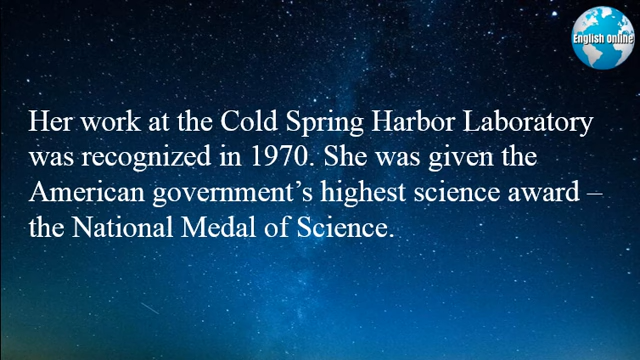 English Online
Her work at the Cold Spring Harbor Laboratory
was recognized in 1970. She was given the
American government’s highest science award –
the National Medal of Science.